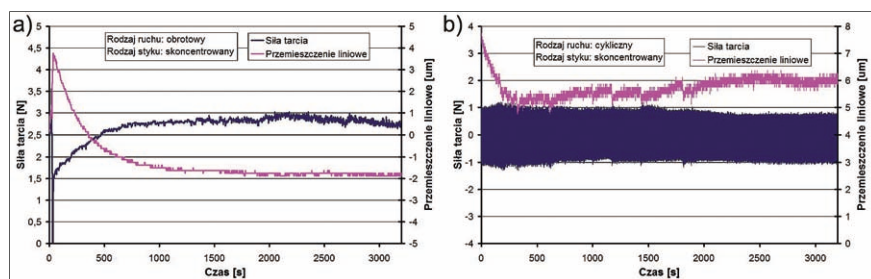 a)
Siła tarcia [N]
5
4,5
4
3,5
3
2,5
2
1,5
1
0,5
0
Rodzaj ruchu: obrotowy
Rodzaj styku: skoncentrowany
Siła tarcia
Przemieszczenie liniowe
5
4
3
2
1
0
-1
-2
-3
-4
-5
Przemieszczenie liniowe [um]
0 500 1000 1500 2000 2500 3000
Czas [s]
b)
Siła tarcia [N]
4
3
2
1
0
-1
-2
-3
-4
Rodzaj ruchu: cykliczny
Rodzaj styku: skoncentrowany
Siła tarcia
Przemieszczenie liniowe
8
7
6
5
4
3
2
1
0
Przemieszczenie liniowe [um]
0 500 1000 1500 2000 2500 3000
Czas [s]